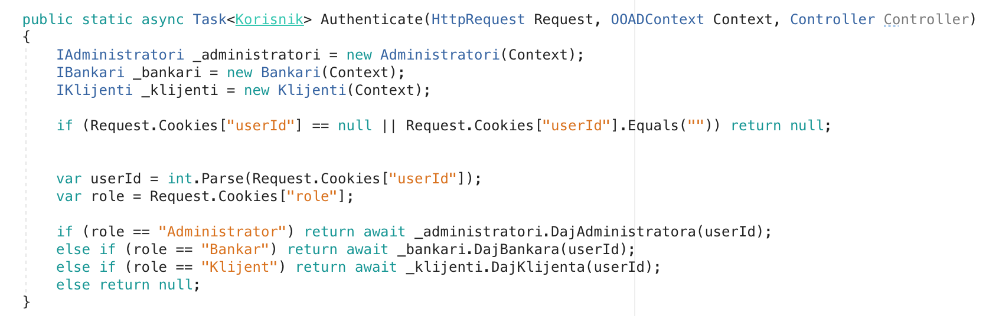 public static async Task<Korisnik> Authenticate(HttpRequest Request, OOADContext Context, Controller Controller)
{
    IAdministratori _administratori = new Administratori(Context);
    IBankari _bankari = new Bankari(Context);
    IKlijenti _klijenti = new Klijenti(Context);

    if (Request.Cookies["userId"] == null || Request.Cookies["userId"].Equals("")) return null;


    var userId = int.Parse(Request.Cookies["userId"]);
    var role = Request.Cookies["role"];

    if (role == "Administrator") return await _administratori.DajAdministratora(userId);
    else if (role == "Bankar") return await _bankari.DajBankara(userId);
    else if (role == "Klijent") return await _klijenti.DajKlijenta(userId);
    else return null;
}